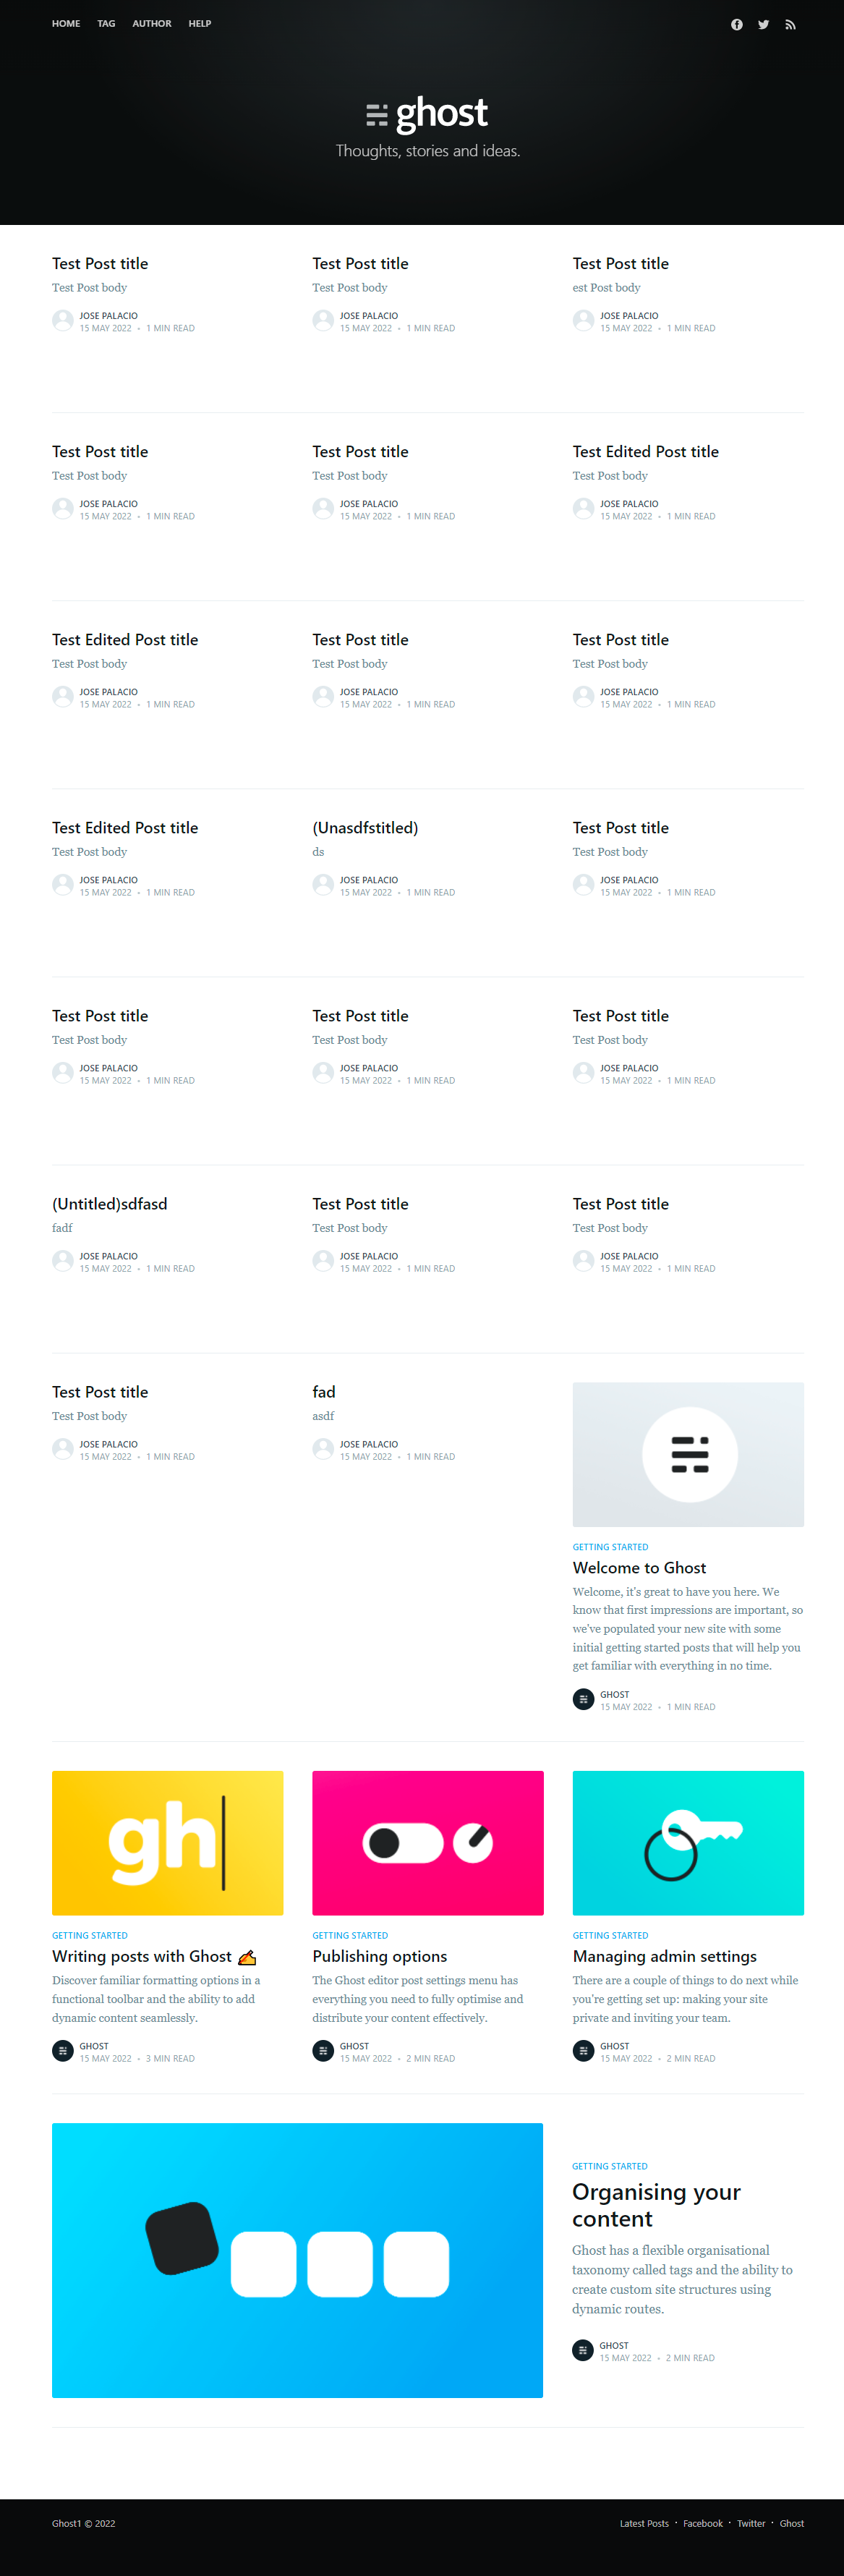 HOME TAG AUTHOR HELP
ghost
Thoughts, stories and ideas.
Test Post title
Test Post body
JOSE PALACIO
15 MAY 2022 • 1 MIN READ
Test Post title
Test Post body
JOSE PALACIO
15 MAY 2022 • 1 MIN READ
Test Post title
est Post body
JOSE PALACIO
15 MAY 2022 • 1 MIN READ
Test Post title
Test Post body
JOSE PALACIO
15 MAY 2022 • 1 MIN READ
Test Post title
Test Post body
JOSE PALACIO
15 MAY 2022 • 1 MIN READ
Test Edited Post title
Test Post body
JOSE PALACIO
15 MAY 2022 • 1 MIN READ
Test Edited Post title
Test Post body
JOSE PALACIO
15 MAY 2022 • 1 MIN READ
Test Post title
Test Post body
JOSE PALACIO
15 MAY 2022 • 1 MIN READ
Test Post title
Test Post body
JOSE PALACIO
15 MAY 2022 • 1 MIN READ
Test Edited Post title
Test Post body
JOSE PALACIO
15 MAY 2022 • 1 MIN READ
(Unasdfstitled)
ds
JOSE PALACIO
15 MAY 2022 • 1 MIN READ
Test Post title
Test Post body
JOSE PALACIO
15 MAY 2022 • 1 MIN READ
Test Post title
Test Post body
JOSE PALACIO
15 MAY 2022 • 1 MIN READ
Test Post title
Test Post body
JOSE PALACIO
15 MAY 2022 • 1 MIN READ
Test Post title
Test Post body
JOSE PALACIO
15 MAY 2022 • 1 MIN READ
(Untitled)sdfasd
fadf
JOSE PALACIO
15 MAY 2022 • 1 MIN READ
Test Post title
Test Post body
JOSE PALACIO
15 MAY 2022 • 1 MIN READ
Test Post title
Test Post body
JOSE PALACIO
15 MAY 2022 • 1 MIN READ
Test Post title
Test Post body
JOSE PALACIO
15 MAY 2022 • 1 MIN READ
fad
asdf
JOSE PALACIO
15 MAY 2022 • 1 MIN READ
GETTING STARTED
Welcome to Ghost
Welcome, it's great to have you here. We
know that first impressions are important, so
we've populated your new site with some
initial getting started posts that will help you
get familiar with everything in no time.
GHOST
15 MAY 2022 • 1 MIN READ
gh
GETTING STARTED
Writing posts with Ghost ✍️
Discover familiar formatting options in a
functional toolbar and the ability to add
dynamic content seamlessly.
GHOST
15 MAY 2022 • 3 MIN READ
GETTING STARTED
Publishing options
The Ghost editor post settings menu has
everything you need to fully optimise and
distribute your content effectively.
GHOST
15 MAY 2022 • 2 MIN READ
GETTING STARTED
Managing admin settings
There are a couple of things to do next while
you're getting set up: making your site
private and inviting your team.
GHOST
15 MAY 2022 • 2 MIN READ
GETTING STARTED
Organising your
content
Ghost has a flexible organisational
taxonomy called tags and the ability to
create custom site structures using
dynamic routes.
GHOST
15 MAY 2022 • 2 MIN READ
Ghost1 © 2022
Latest Posts • Facebook • Twitter • Ghost